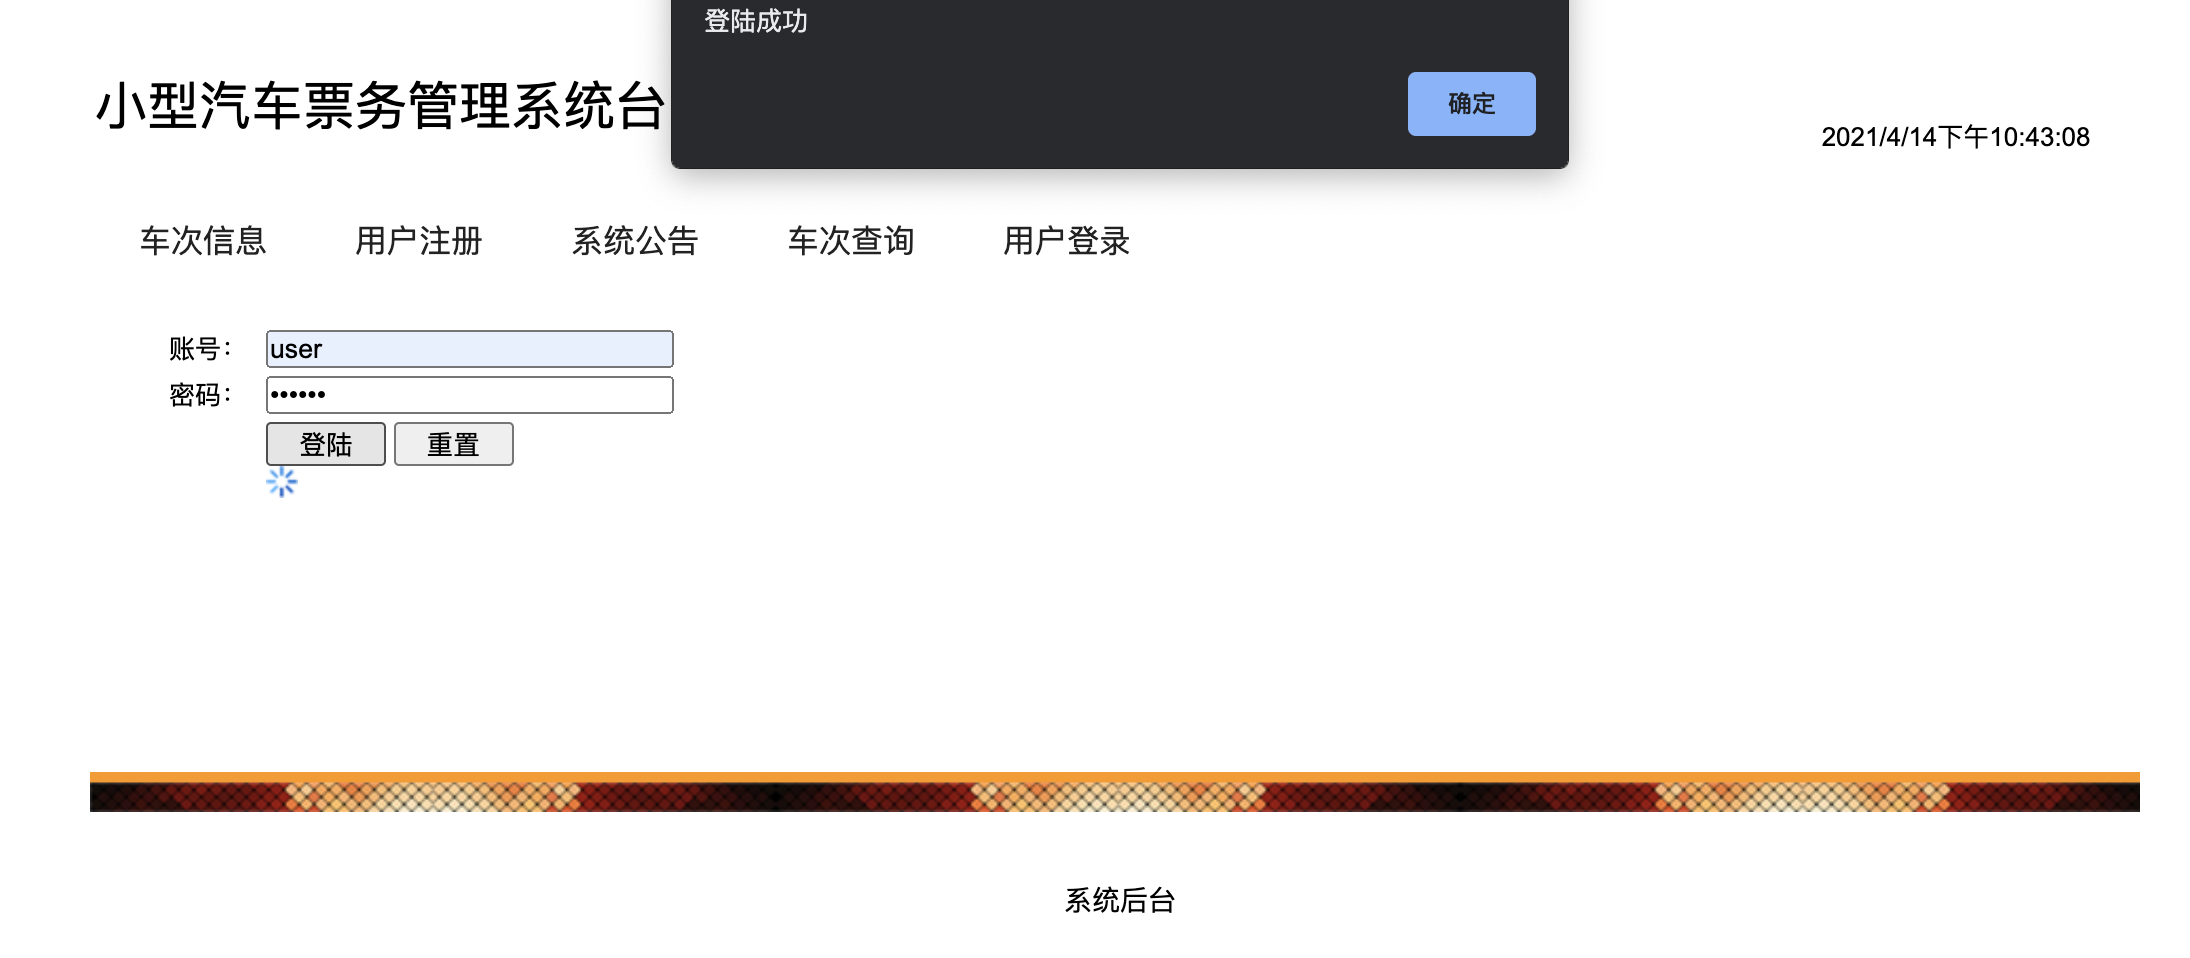 登陆成功
确定
小型汽车票务管理系统台
2021/4/14下午10:43:08
车次信息 用户注册 系统公告 车次查询 用户登录
账号： user
密码： ••••••
登陆 重置
系统后台